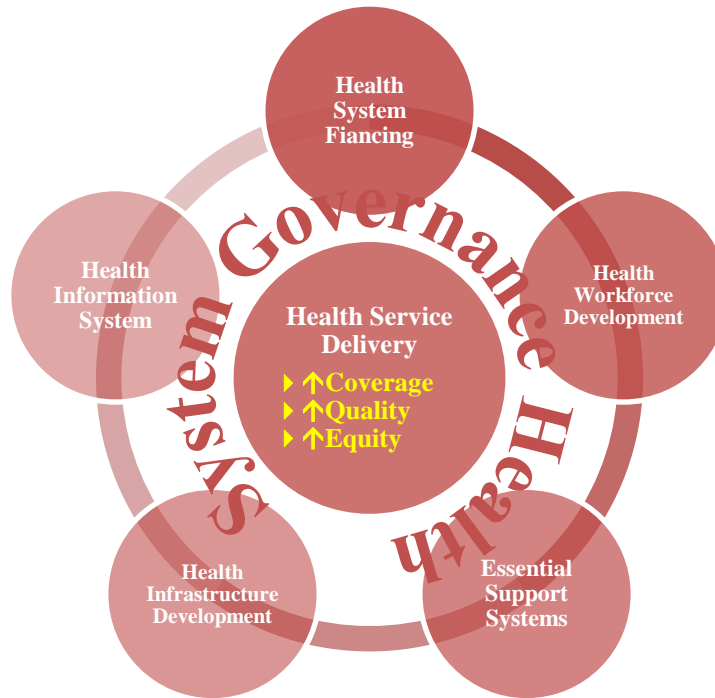 Health
System
Fiancing
Health
Information
System
System Governance Health
Health
Workforce
Development
Health Service
Delivery
↑Coverage
↑Quality
↑Equity
Health
Infrastructure
Development
Essential
Support
Systems